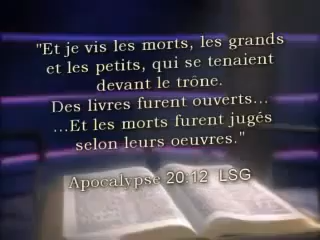 "Et je vis les morts, les grands
et les petits, qui se tenaient
devant le trône.
Des livres furent ouverts...
...Et les morts furent jugés
selon leurs oeuvres."
Apocalypse 20:12 LSG